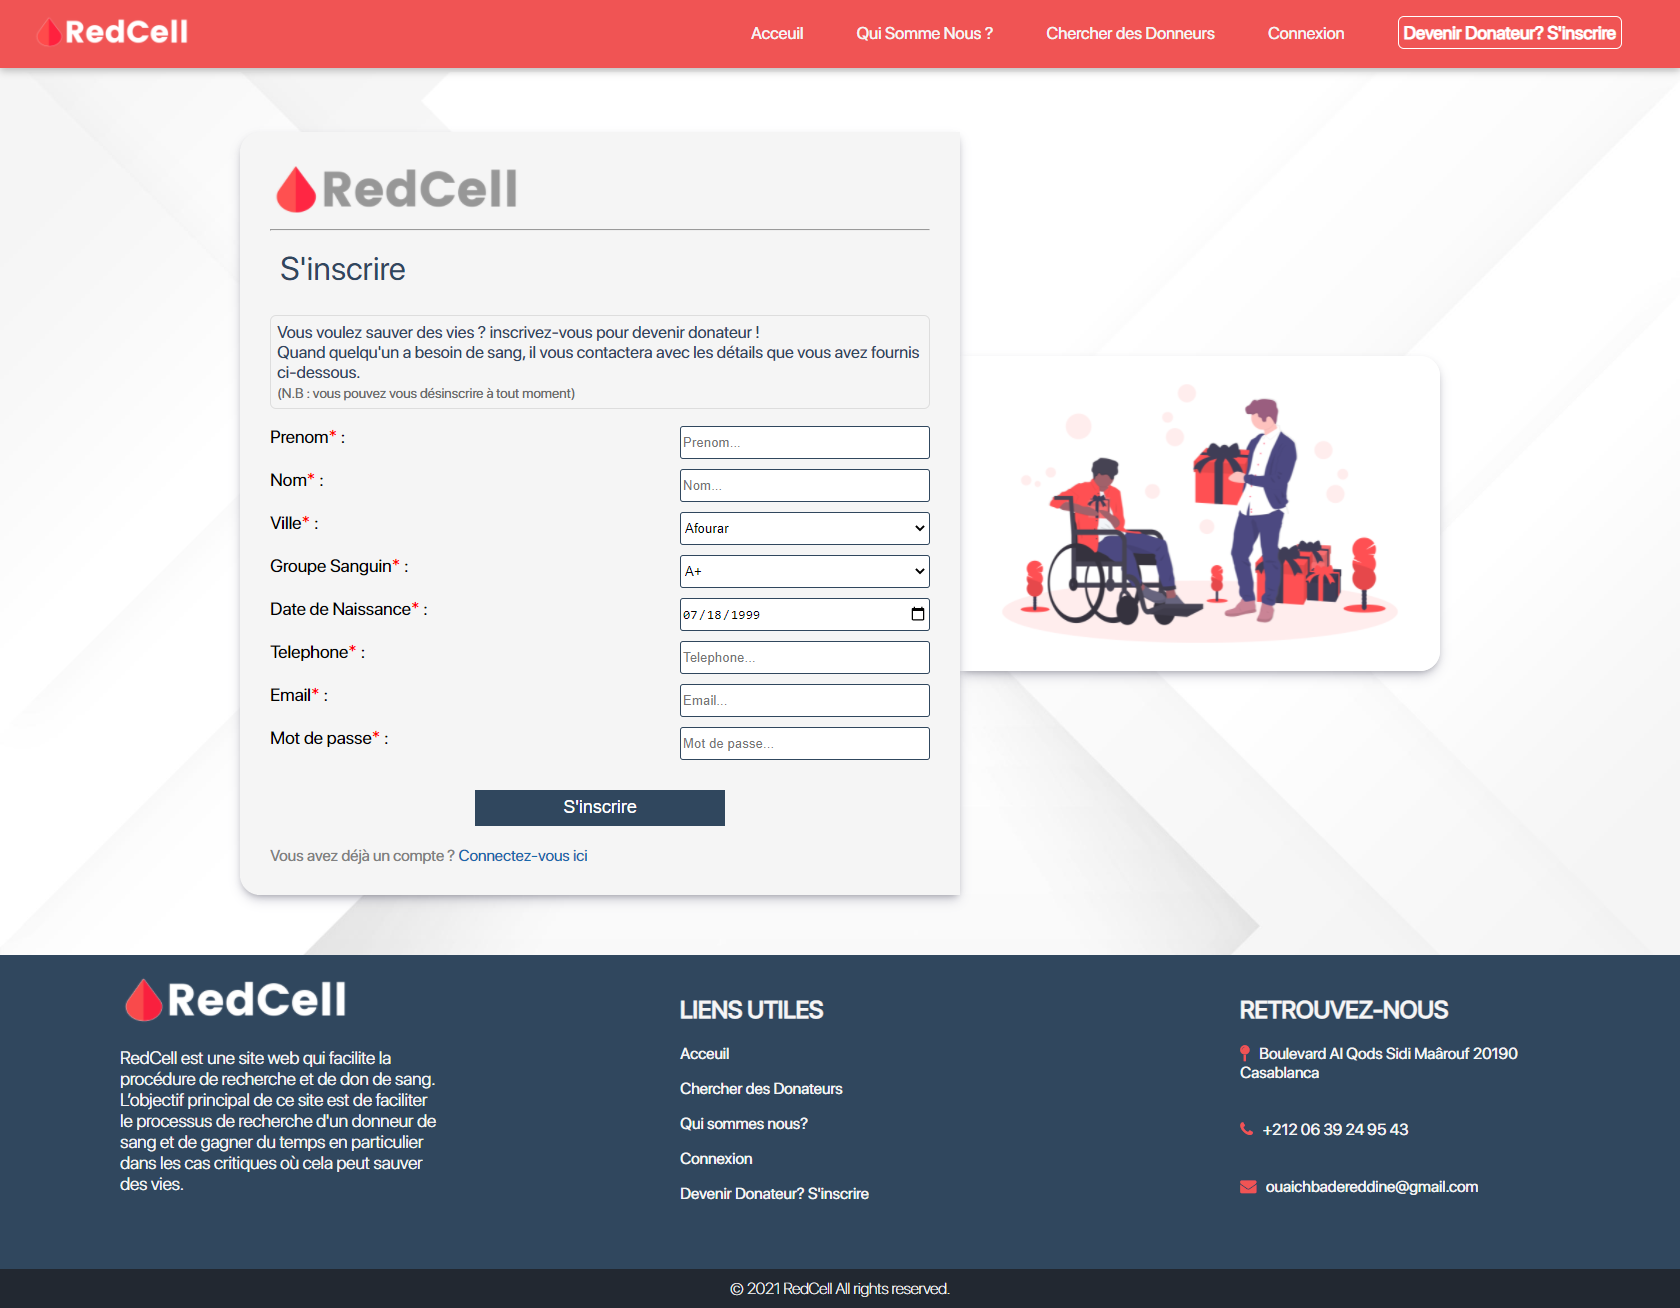 RedCell
Acceuil
Qui Somme Nous ?
Chercher des Donneurs
Connexion
Devenir Donateur? S'inscrire
RedCell
S'inscrire
Vous voulez sauver des vies ? inscrivez-vous pour devenir donateur !
Quand quelqu'un a besoin de sang, il vous contactera avec les détails que vous avez fournis
ci-dessous.
(N.B : vous pouvez vous désinscrire à tout moment)
Prenom* :
Prenom...
Nom* :
Nom...
Ville* :
Afourar
Groupe Sanguin* :
A+
Date de Naissance* :
07/18/1999
Telephone* :
Telephone...
Email* :
Email...
Mot de passe* :
Mot de passe...
S'inscrire
Vous avez déjà un compte ? Connectez-vous ici
RedCell
RedCell est une site web qui facilite la
procédure de recherche et de don de sang.
L’objectif principal de ce site est de faciliter
le processus de recherche d'un donneur de
sang et de gagner du temps en particulier
dans les cas critiques où cela peut sauver
des vies.
LIENS UTILES
Acceuil
Chercher des Donateurs
Qui sommes nous?
Connexion
Devenir Donateur? S'inscrire
RETROUVEZ-NOUS
Boulevard Al Qods Sidi Maârouf 20190
Casablanca
+212 06 39 24 95 43
ouaichbadereddine@gmail.com
© 2021 RedCell All rights reserved.